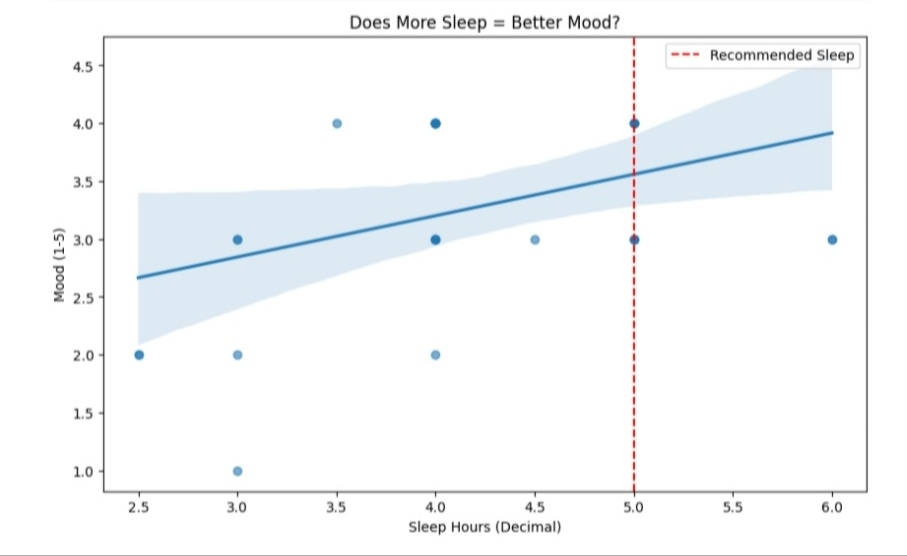 Does More Sleep = Better Mood?
Recommended Sleep
4.5
4.0
3.5
3.0
2.5
2.0
1.5
1.0
Mood (1-5)
2.5 3.0 3.5 4.0 4.5 5.0 5.5 6.0
Sleep Hours (Decimal)